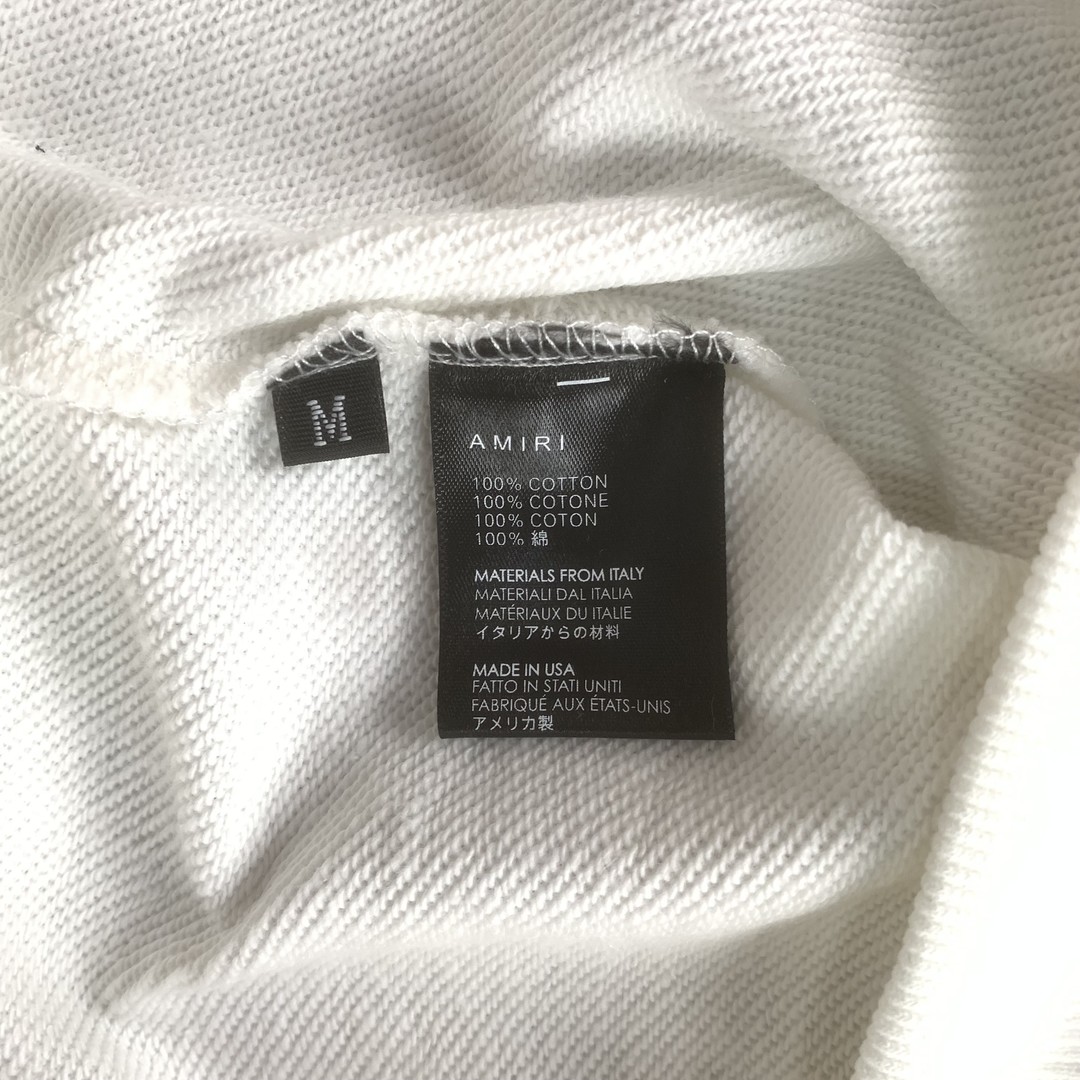 M
AMIRI
100% COTTON
100% COTONE
100% COTON
100% 綿
MATERIALS FROM ITALY
MATERIALI DAL ITALIA
MATÉRIAUX DU ITALIE
イタリアからの材料
MADE IN USA
FATTO IN STATI UNITI
FABRIQUÉ AUX ÉTATS-UNIS
アメリカ製